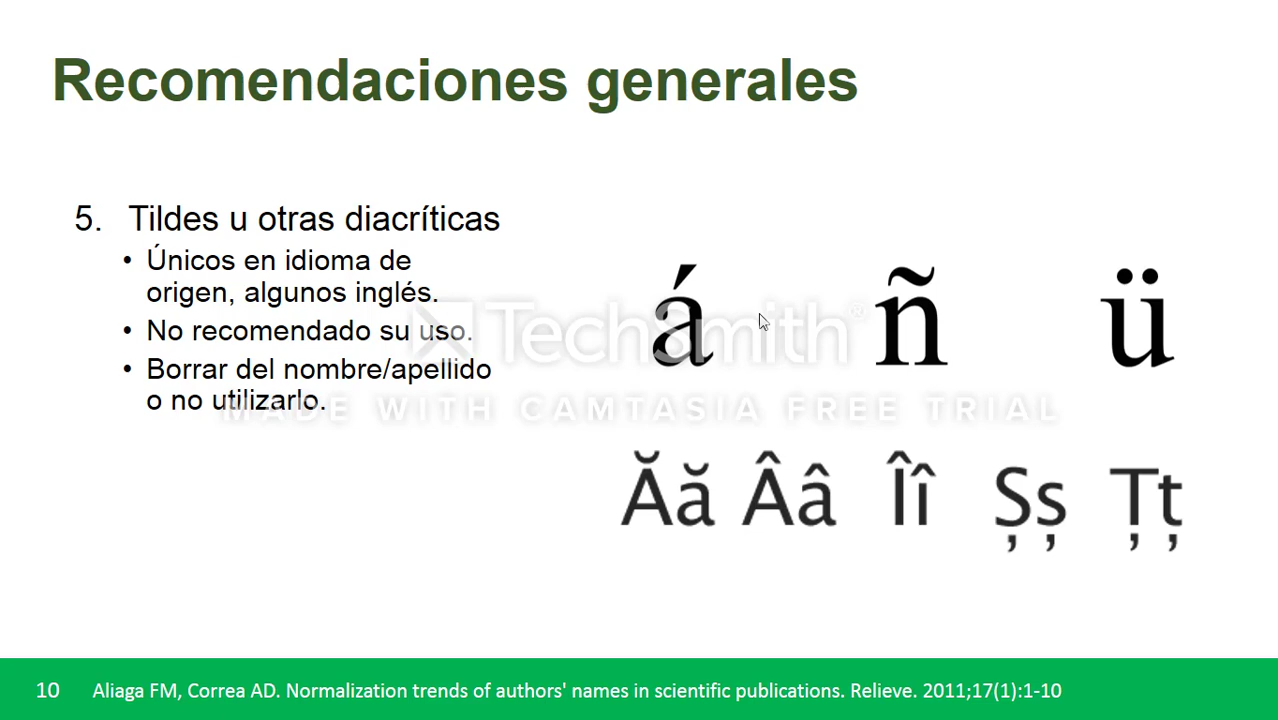 Recomendaciones generales
5. Tildes u otras diacríticas
• Únicos en idioma de
origen, algunos inglés.
• No recomendado su uso.
• Borrar del nombre/apellido
o no utilizarlo.
á ñ ü
TechSmith®
MADE WITH CAMTASIA FREE TRIAL
Ăă Ââ Îî Șș Țț
10 Aliaga FM, Correa AD. Normalization trends of authors' names in scientific publications. Relieve. 2011;17(1):1-10